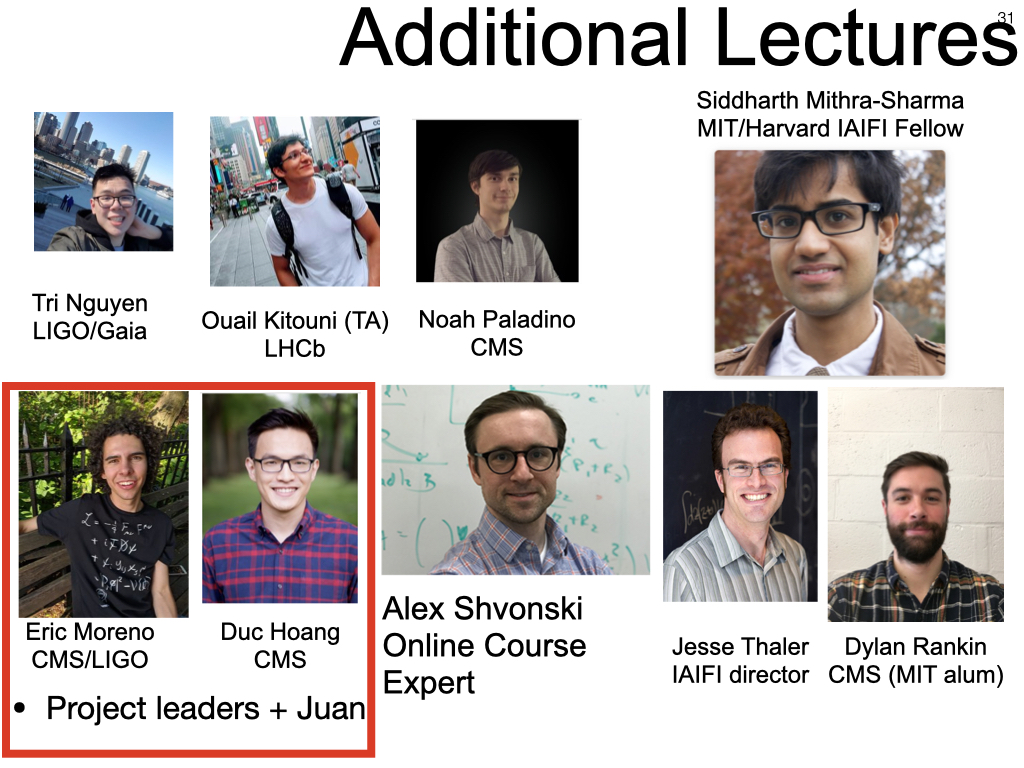 31
Additional Lectures
Siddharth Mithra-Sharma
MIT/Harvard IAIFI Fellow
Tri Nguyen
LIGO/Gaia
Ouail Kitouni (TA)
LHCb
Noah Paladino
CMS
Eric Moreno
CMS/LIGO
Duc Hoang
CMS
• Project leaders + Juan
Alex Shvonski
Online Course
Expert
Jesse Thaler
IAIFI director
Dylan Rankin
CMS (MIT alum)